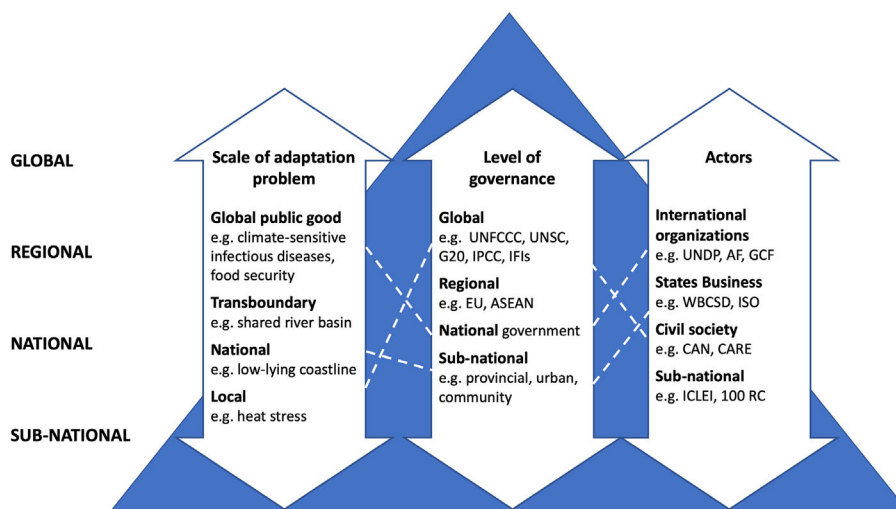 GLOBAL
REGIONAL
NATIONAL
SUB-NATIONAL
Scale of adaptation
problem
Global public good
e.g. climate-sensitive
infectious diseases,
food security
Transboundary
e.g. shared river basin
National
e.g. low-lying coastline
Local
e.g. heat stress
Level of
governance
Global
e.g. UNFCCC, UNSC,
G20, IPCC, IFIs
Regional
e.g. EU, ASEAN
National government
Sub-national
e.g. provincial, urban,
community
Actors
International
organizations
e.g. UNDP, AF, GCF
States Business
e.g. WBCSD, ISO
Civil society
e.g. CAN, CARE
Sub-national
e.g. ICLEI, 100 RC